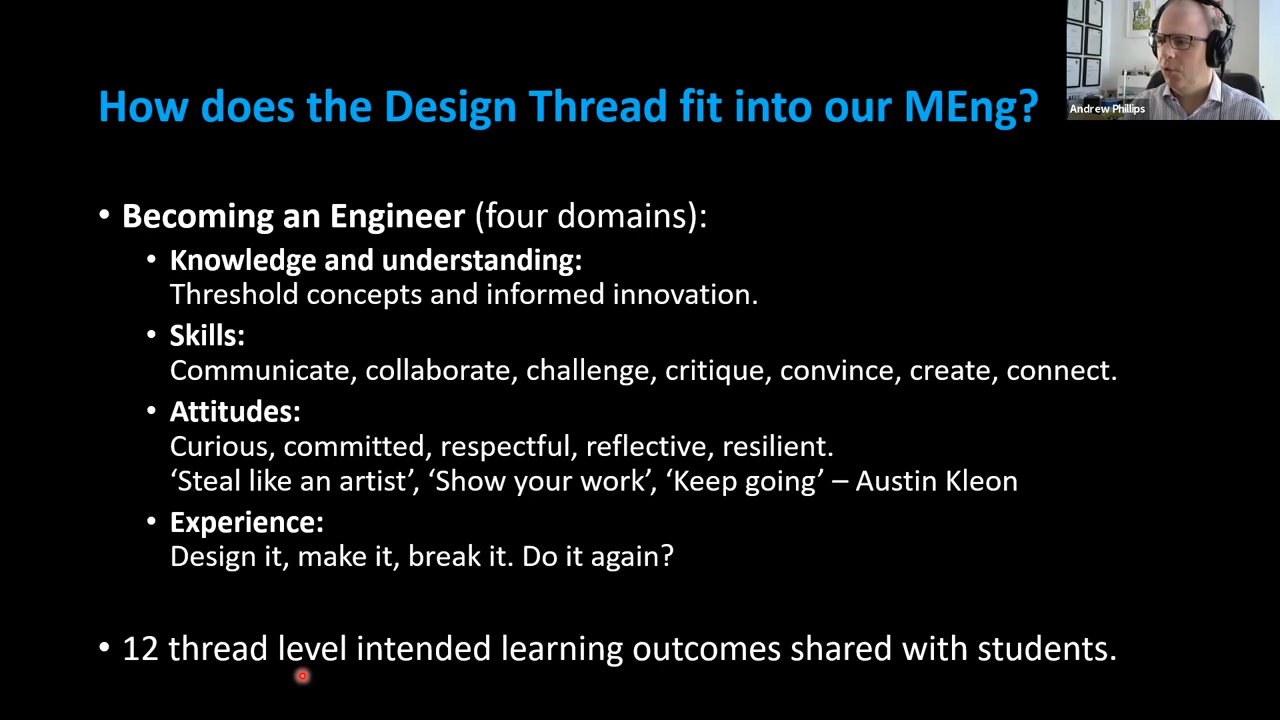 How does the Design Thread fit into our MEng?
Andrew Phillips
• Becoming an Engineer (four domains):
• Knowledge and understanding:
Threshold concepts and informed innovation.
• Skills:
Communicate, collaborate, challenge, critique, convince, create, connect.
• Attitudes:
Curious, committed, respectful, reflective, resilient.
‘Steal like an artist’, ‘Show your work’, ‘Keep going’ – Austin Kleon
• Experience:
Design it, make it, break it. Do it again?
• 12 thread level intended learning outcomes shared with students.